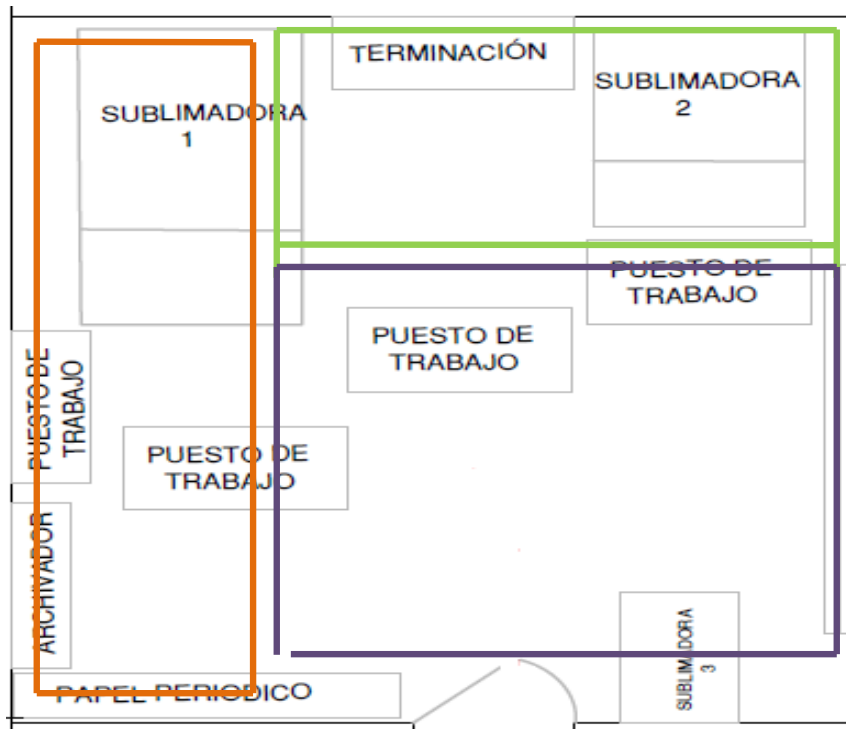 TERMINACIÓN
SUBLIMADORA
1
SUBLIMADORA
2
PUESTO DE
TRABAJO
PUESTO DE
TRABAJO
PUESTO DE
TRABAJO
PUESTO DE
TRABAJO
ARCHIVADOR
SUBLIMADORA
3
PAPEL PERIODICO